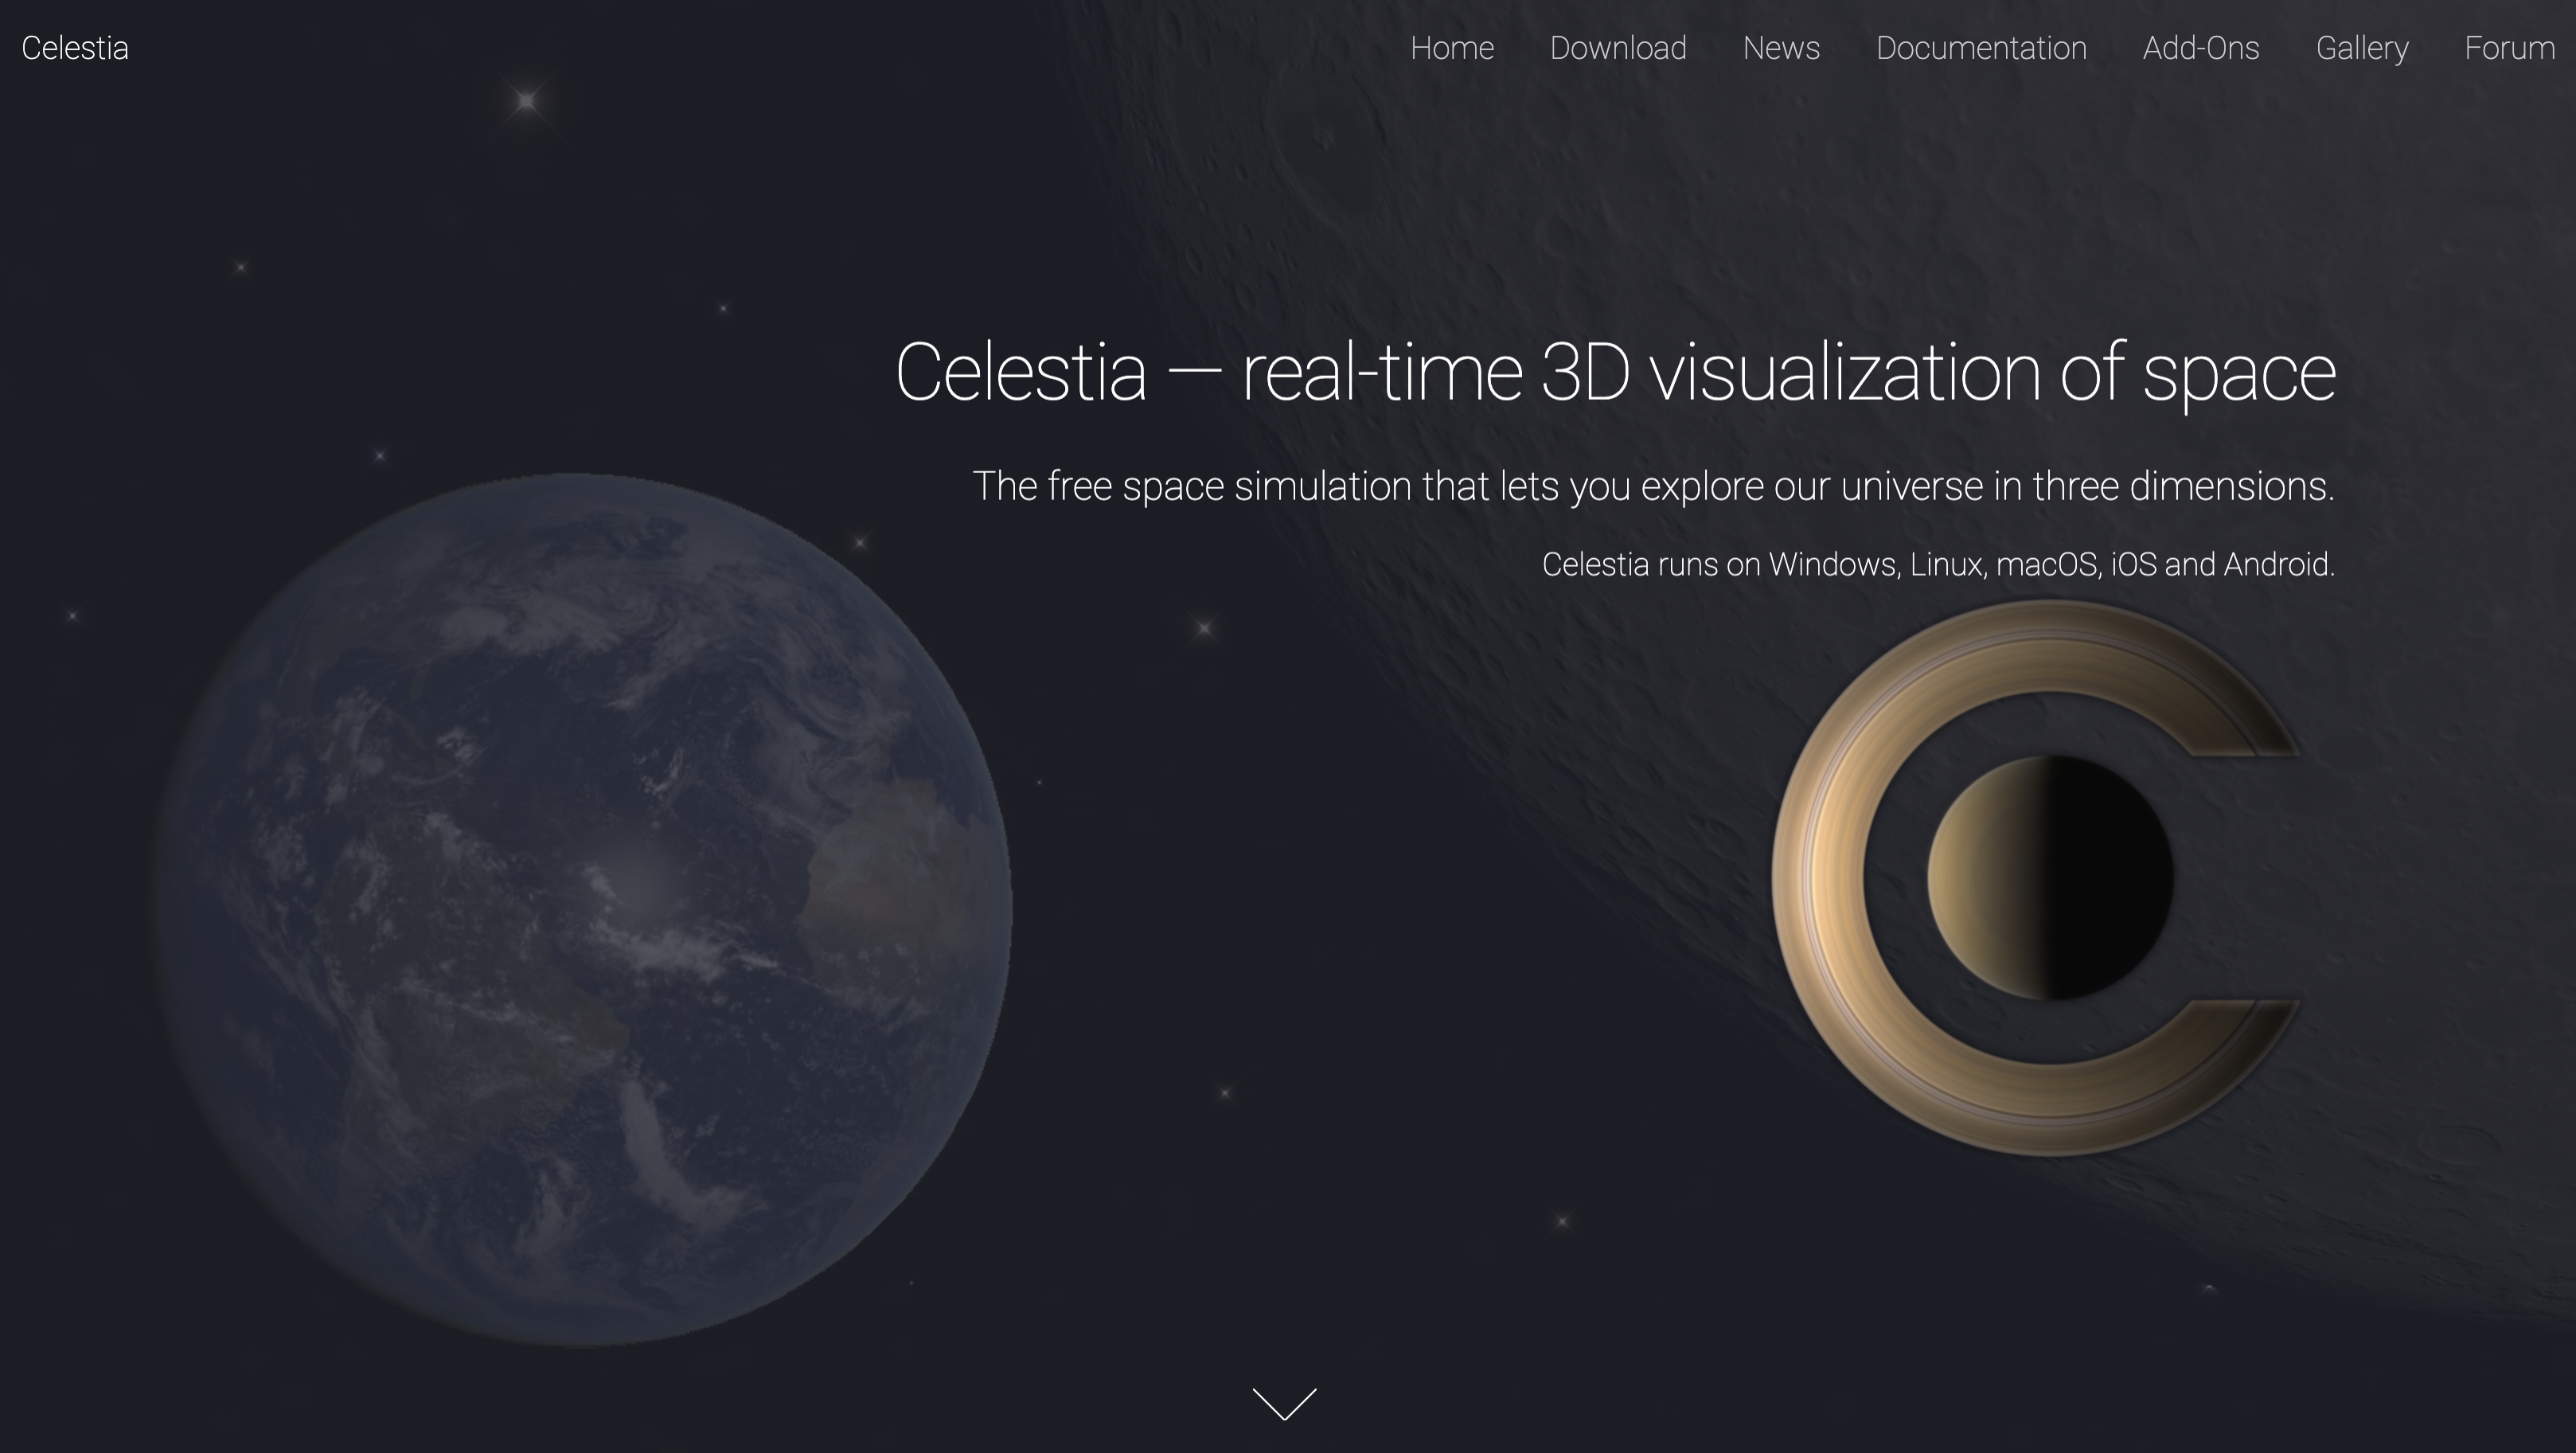 Celestia
Home Download News Documentation Add-Ons Gallery Forum
Celestia — real-time 3D visualization of space
The free space simulation that lets you explore our universe in three dimensions.
Celestia runs on Windows, Linux, macOS, iOS and Android.